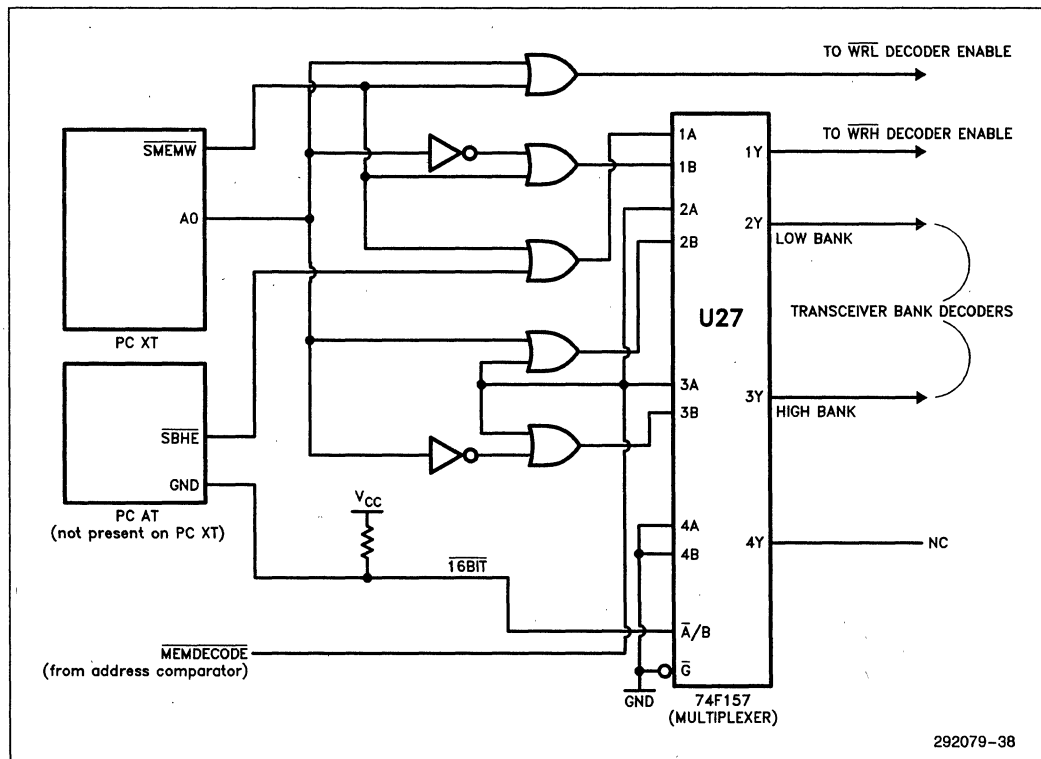 TO WRL DECODER ENABLE
SMEMW
1A
1Y
TO WRH DECODER ENABLE
1B
A0
2A
2Y
LOW BANK
2B
U27
TRANSCEIVER BANK DECODERS
PC XT
3A
3Y
HIGH BANK
3B
SBHE
GND
VCC
PC AT
(not present on PC XT)
4A
4B
4Y
NC
16BIT
A/B
MEMDECODE
(from address comparator)
G
GND
74F157
(MULTIPLEXER)
292079-38